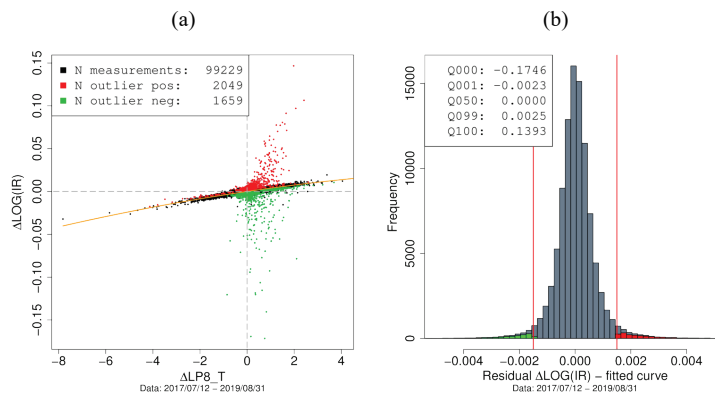 (a)
N measurements: 99229
N outlier pos: 2049
N outlier neg: 1659
0.15
0.10
0.05
0.00
−0.05
−0.10
−0.15
ΔLOG(IR)
−8 −6 −4 −2 0 2 4
ΔLP8_T
Data: 2017/07/12 − 2019/08/31
(b)
Q000: -0.1746
Q001: -0.0023
Q050: 0.0000
Q099: 0.0025
Q100: 0.1393
15000
10000
5000
0
Frequency
−0.004 −0.002 0.000 0.002 0.004
Residual ΔLOG(IR) − fitted curve
Data: 2017/07/12 − 2019/08/31